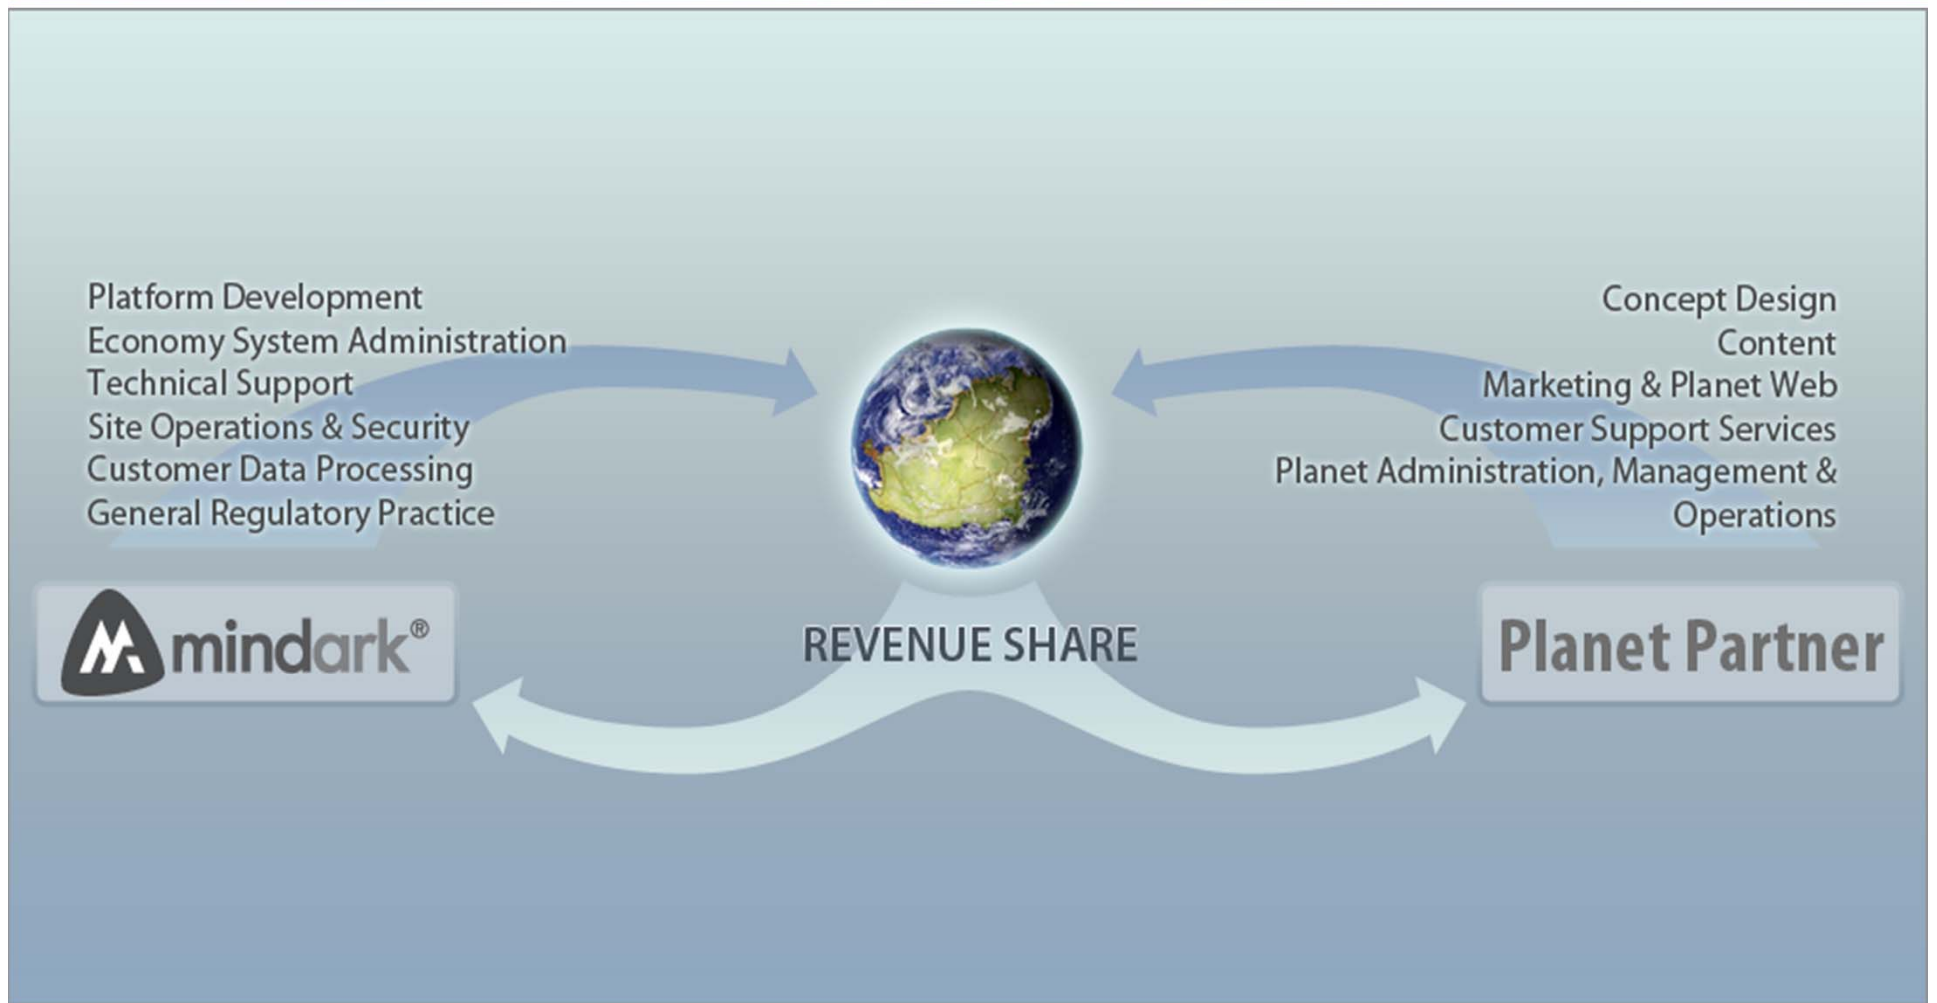 Platform Development
Economy System Administration
Technical Support
Site Operations & Security
Customer Data Processing
General Regulatory Practice
mindark®
REVENUE SHARE
Concept Design
Content
Marketing & Planet Web
Customer Support Services
Planet Administration, Management &
Operations
Planet Partner